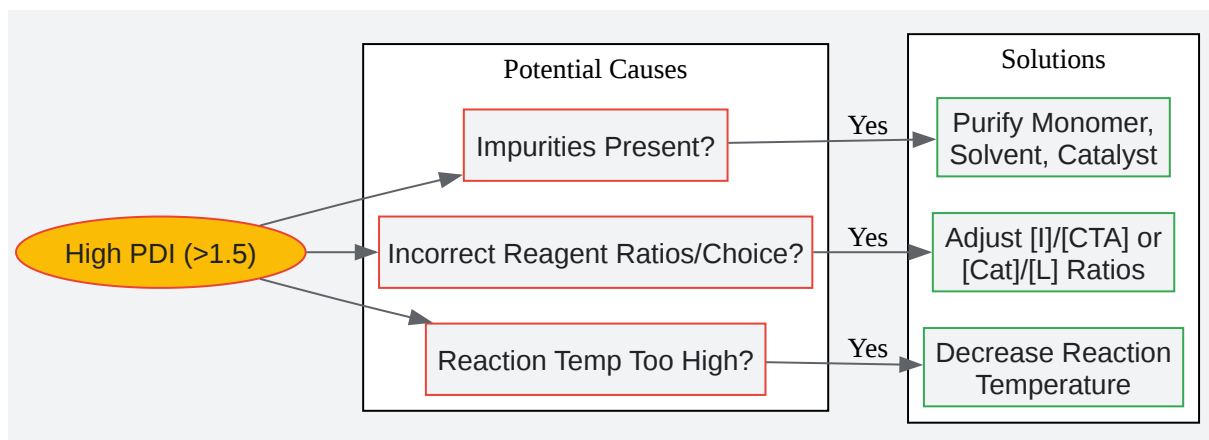 High PDI (>1.5)
Potential Causes
Impurities Present?
Incorrect Reagent Ratios/Choice?
Reaction Temp Too High?
Yes
Yes
Yes
Solutions
Purify Monomer,
Solvent, Catalyst
Adjust [I]/[CTA] or
[Cat]/[L] Ratios
Decrease Reaction
Temperature